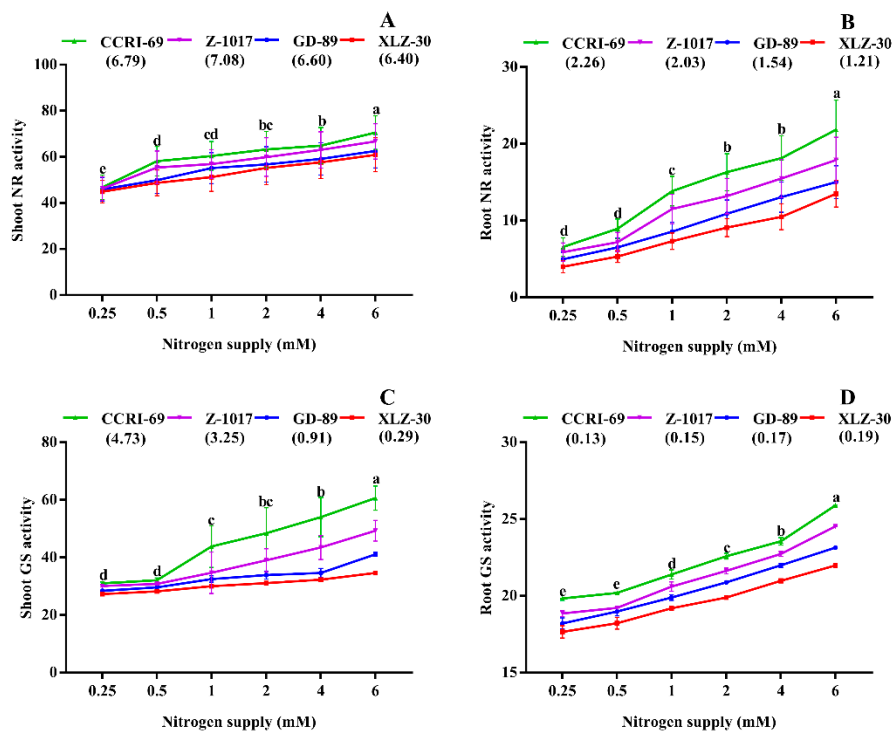 A
CCRI-69 Z-1017 GD-89 XLZ-30
(6.79) (7.08) (6.60) (6.40)
100
80
60
40
20
0
Shoot NR activity
e d cd bc b a
0.25 0.5 1 2 4 6
Nitrogen supply (mM)
B
CCRI-69 Z-1017 GD-89 XLZ-30
(2.26) (2.03) (1.54) (1.21)
30
20
10
0
Root NR activity
d d c b b a
0.25 0.5 1 2 4 6
Nitrogen supply (mM)
C
CCRI-69 Z-1017 GD-89 XLZ-30
(4.73) (3.25) (0.91) (0.29)
80
60
40
20
0
Shoot GS activity
d d c bc b a
0.25 0.5 1 2 4 6
Nitrogen supply (mM)
D
CCRI-69 Z-1017 GD-89 XLZ-30
(0.13) (0.15) (0.17) (0.19)
30
25
20
15
Root GS activity
e e d c b a
0.25 0.5 1 2 4 6
Nitrogen supply (mM)